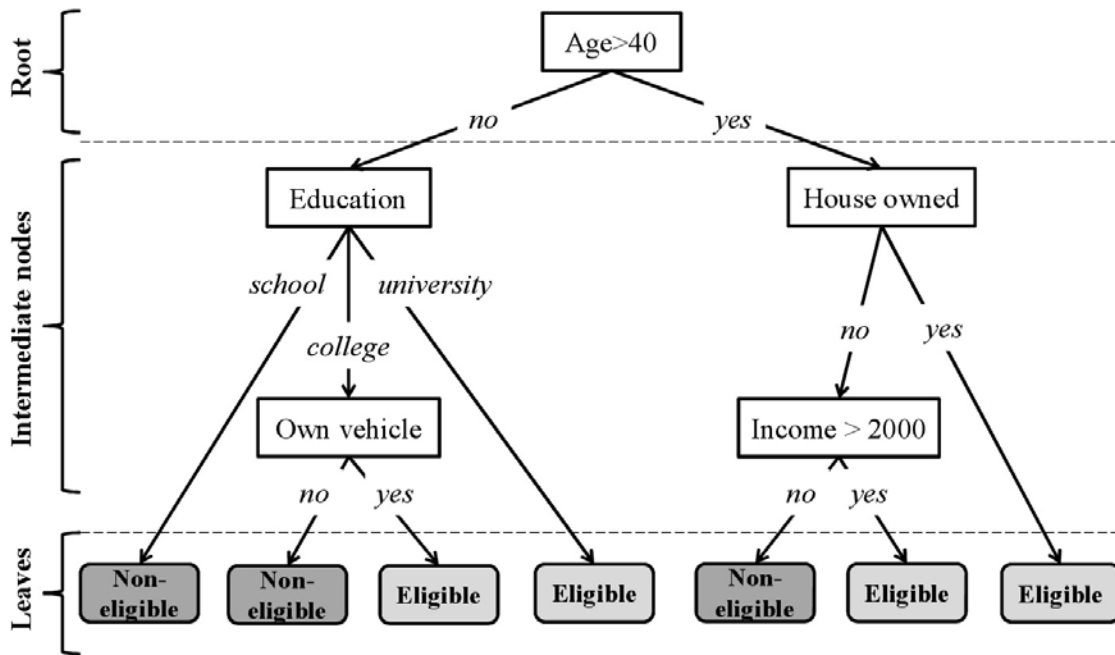 Root
Age>40
no
yes
Intermediate nodes
Education
House owned
school
university
college
no
yes
Own vehicle
Income > 2000
no
yes
no
yes
Leaves
Non-
eligible
Non-
eligible
Eligible
Eligible
Non-
eligible
Eligible
Eligible